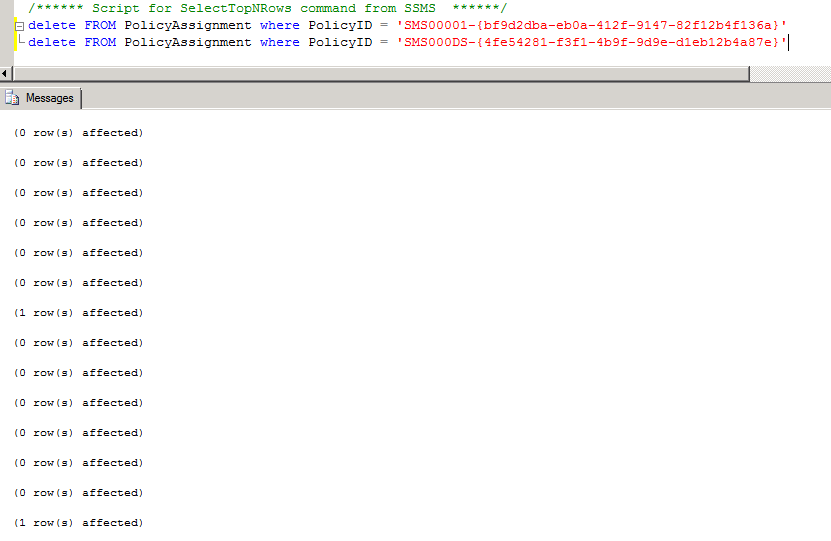 /****** Script for SelectTopNRows command from SSMS  ******/
delete FROM PolicyAssignment where PolicyID = 'SMS00001-{bf9d2dba-eb0a-412f-9147-82f12b4f136a}'
delete FROM PolicyAssignment where PolicyID = 'SMS000DS-{4fe54281-f3f1-4b9f-9d9e-d1eb12b4a87e}'
Messages
(0 row(s) affected)
(0 row(s) affected)
(0 row(s) affected)
(0 row(s) affected)
(0 row(s) affected)
(0 row(s) affected)
(1 row(s) affected)
(0 row(s) affected)
(0 row(s) affected)
(0 row(s) affected)
(0 row(s) affected)
(0 row(s) affected)
(0 row(s) affected)
(1 row(s) affected)